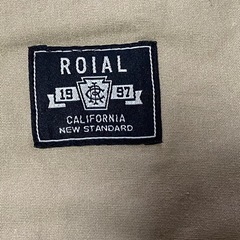 ROIAL
19 97
CALIFORNIA
NEW STANDARD